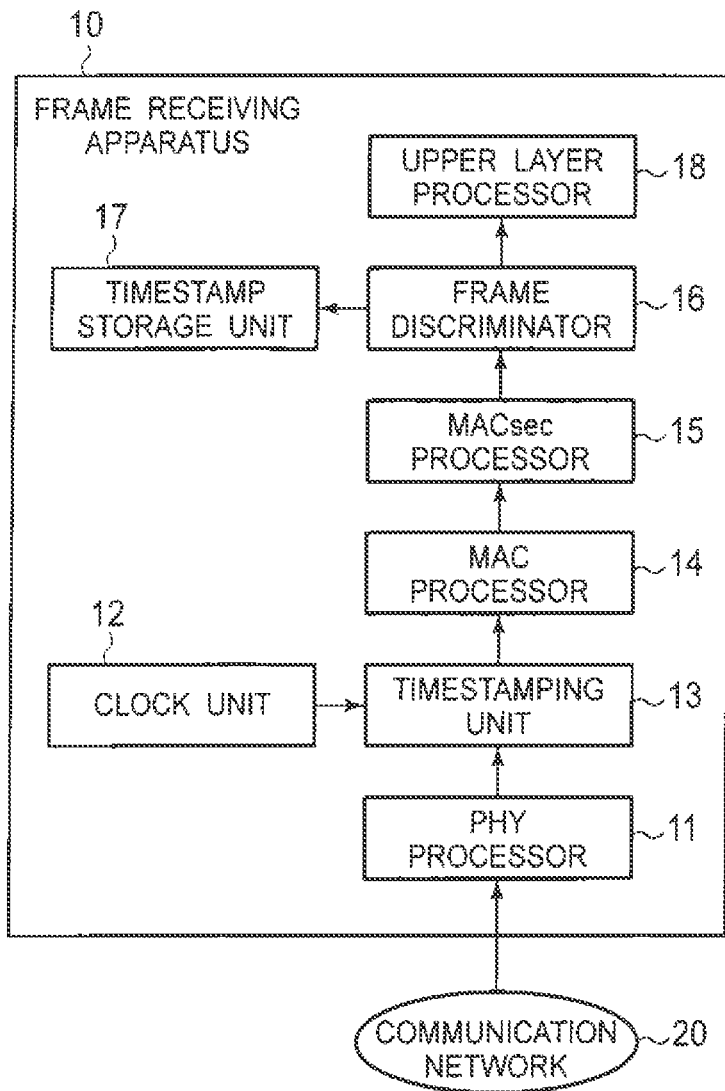 10
FRAME RECEIVING
APPARATUS
UPPER LAYER
PROCESSOR
18
17
TIMESTAMP
STORAGE UNIT
FRAME
DISCRIMINATOR
16
MACsec
PROCESSOR
15
MAC
PROCESSOR
14
12
CLOCK UNIT
TIMESTAMPING
UNIT
13
PHY
PROCESSOR
11
COMMUNICATION
NETWORK
20